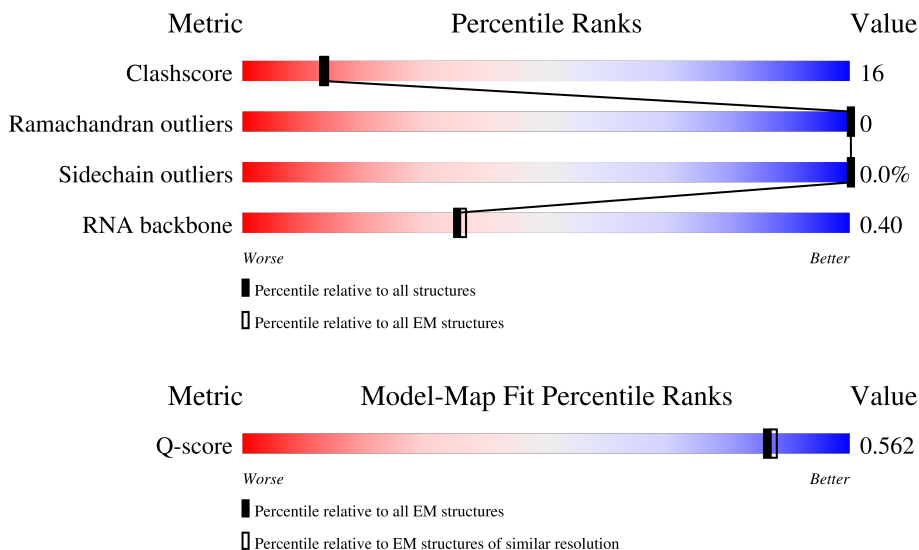 Metric Percentile Ranks Value
Clashscore 16
Ramachandran outliers 0
Sidechain outliers 0.0%
RNA backbone 0.40
Worse Better
Percentile relative to all structures
Percentile relative to all EM structures
Metric Model-Map Fit Percentile Ranks Value
Q-score 0.562
Worse Better
Percentile relative to all EM structures
Percentile relative to EM structures of similar resolution